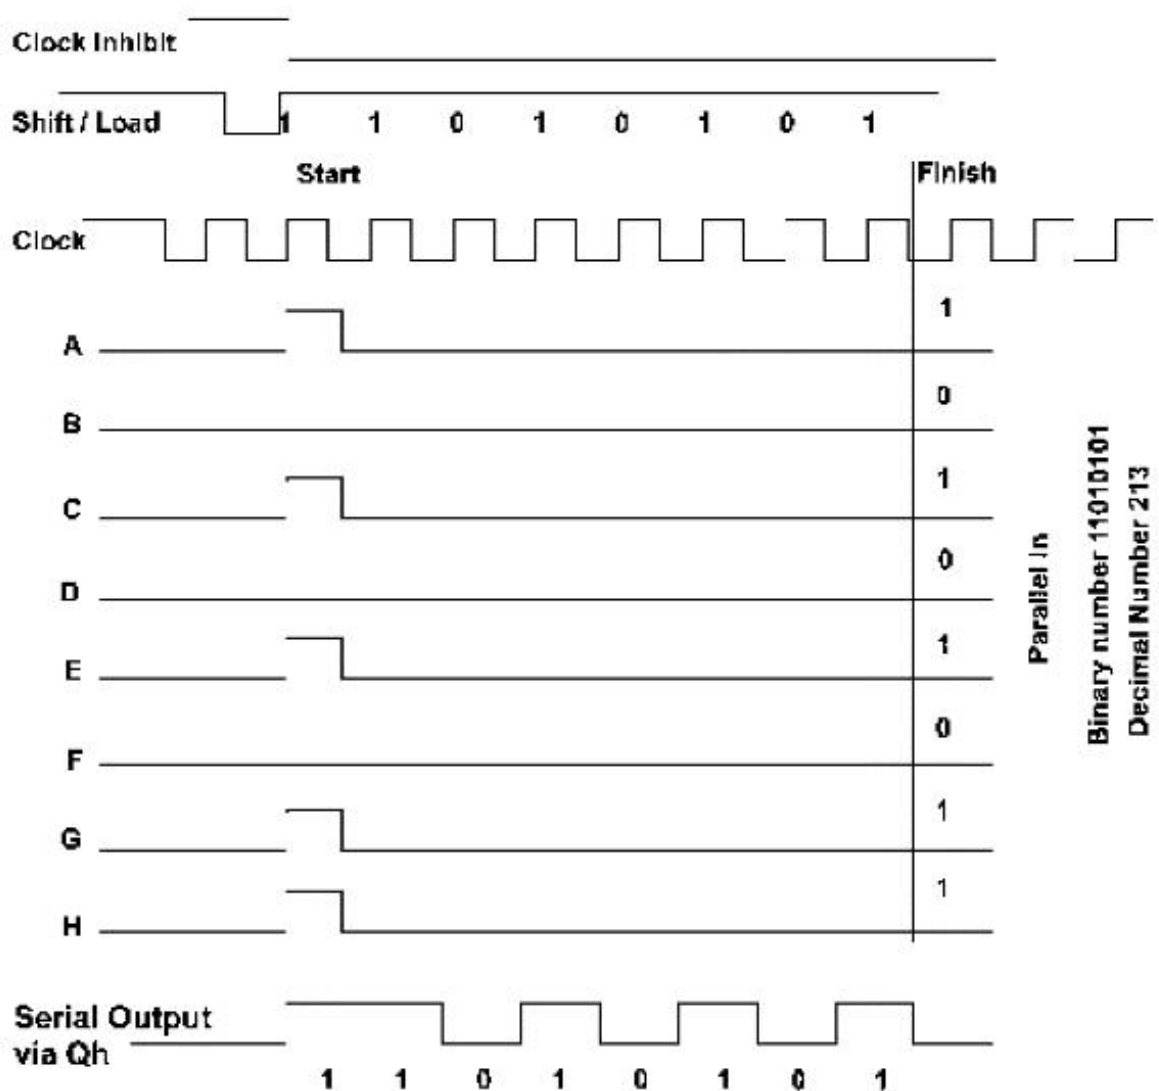 Clock Inhibit
Shift / Load 1 1 0 1 0 1 0 1
Start Finish
Clock
A 1
B 0
C 1
D 0
E 1
F 0
G 1
H 1
Parallel In
Binary number 11010101
Decimal Number 213
Serial Output
via Qh
1 1 0 1 0 1 0 1